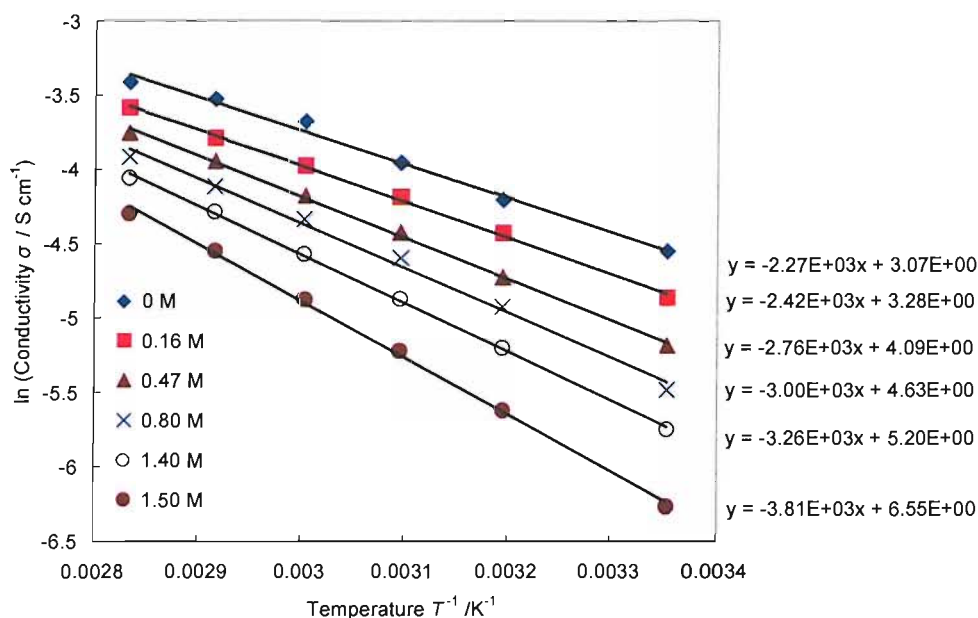 -3
-3.5
-4
-4.5
-5
-5.5
-6
-6.5
ln (Conductivity σ / S cm⁻¹)
0 M
0.16 M
0.47 M
0.80 M
1.40 M
1.50 M
y = -2.27E+03x + 3.07E+00
y = -2.42E+03x + 3.28E+00
y = -2.76E+03x + 4.09E+00
y = -3.00E+03x + 4.63E+00
y = -3.26E+03x + 5.20E+00
y = -3.81E+03x + 6.55E+00
0.0028 0.0029 0.003 0.0031 0.0032 0.0033 0.0034
Temperature T⁻¹ /K⁻¹